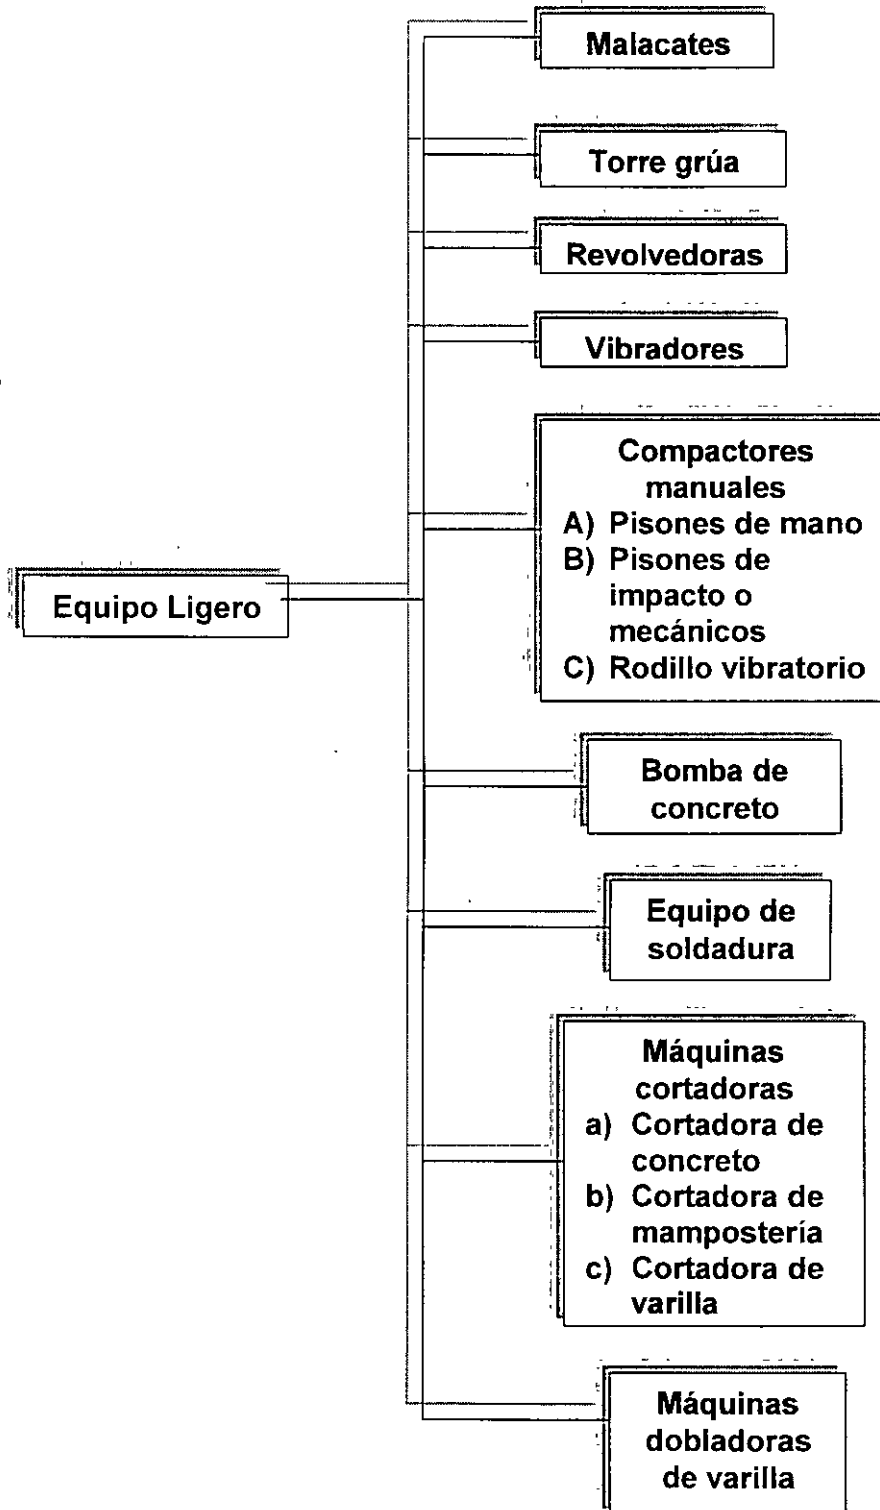 Malacates
Torre grúa
Revolvedoras
Vibradores
Compactores
manuales
A) Pisones de mano
B) Pisones de
impacto o
mecánicos
C) Rodillo vibratorio
Equipo Ligero
Bomba de
concreto
Equipo de
soldadura
Máquinas
cortadoras
a) Cortadora de
concreto
b) Cortadora de
mampostería
c) Cortadora de
varilla
Máquinas
dobladoras
de varilla